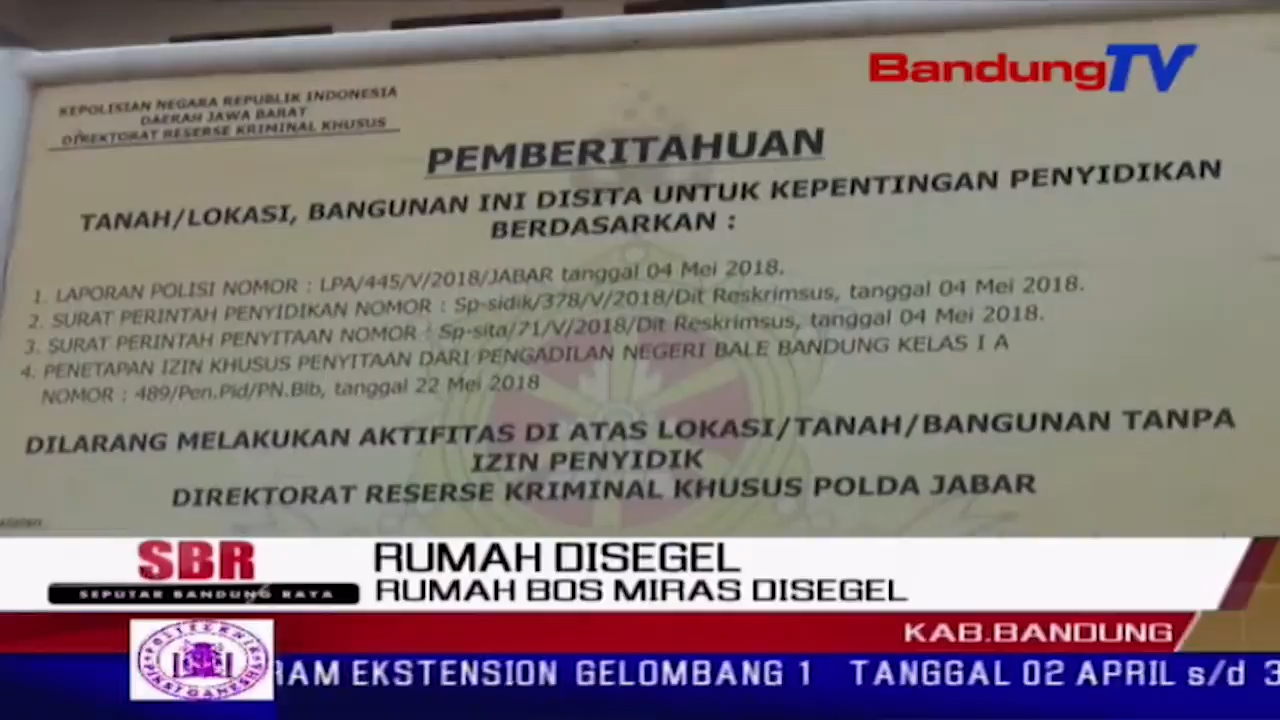 BandungTV
KEPOLISIAN NEGARA REPUBLIK INDONESIA
DAERAH JAWA BARAT
DIREKTORAT RESERSE KRIMINAL KHUSUS
PEMBERITAHUAN
TANAH/LOKASI, BANGUNAN INI DISITA UNTUK KEPENTINGAN PENYIDIKAN
BERDASARKAN :
1. LAPORAN POLISI NOMOR : LPA/445/V/2018/JABAR tanggal 04 Mei 2018.
2. SURAT PERINTAH PENYIDIKAN NOMOR : Sp-sidik/378/V/2018/Dit Reskrimsus, tanggal 04 Mei 2018.
3. SURAT PERINTAH PENYITAAN NOMOR : Sp-sita/71/V/2018/Dit Reskrimsus, tanggal 04 Mei 2018.
4. PENETAPAN IZIN KHUSUS PENYITAAN DARI PENGADILAN NEGERI BALE BANDUNG KELAS I A
NOMOR : 489/Pen.Pid/PN.Blb, tanggal 22 Mei 2018
DILARANG MELAKUKAN AKTIFITAS DI ATAS LOKASI/TANAH/BANGUNAN TANPA
IZIN PENYIDIK
DIREKTORAT RESERSE KRIMINAL KHUSUS POLDA JABAR
SBR
SEPUTAR BANDUNG RAYA
RUMAH DISEGEL
RUMAH BOS MIRAS DISEGEL
KAB.BANDUNG
RAM EKSTENSION GELOMBANG 1 TANGGAL 02 APRIL s/d 3